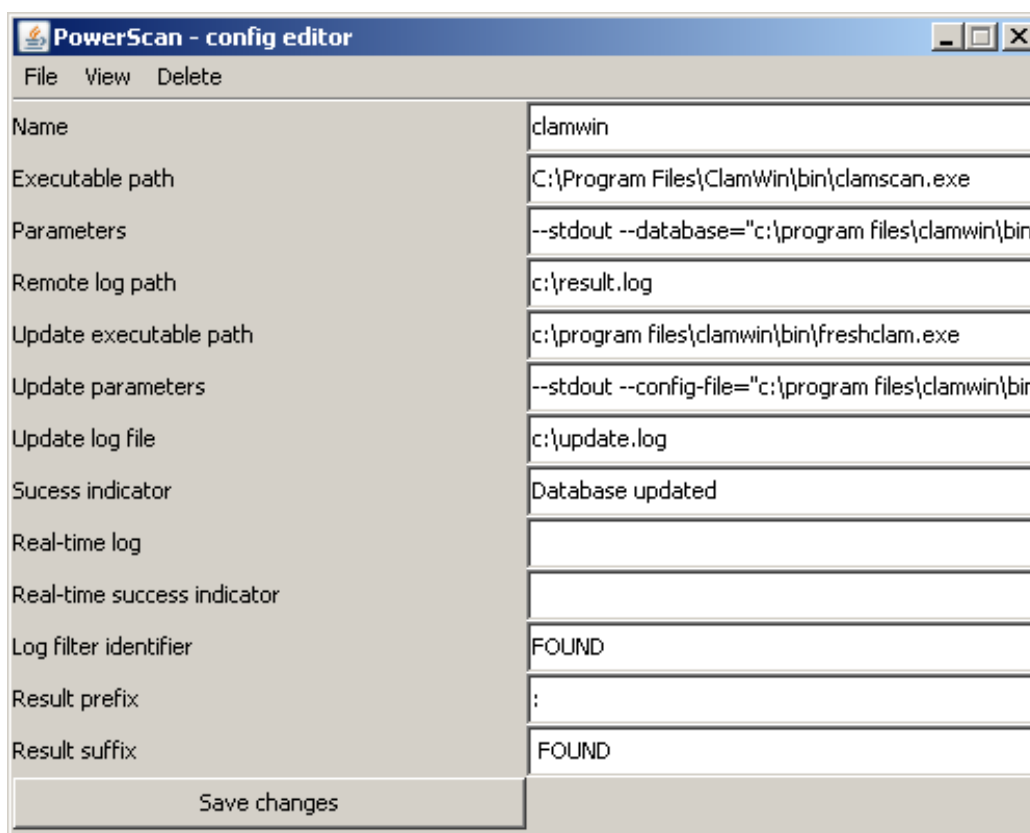 PowerScan - config editor
File View Delete
Name clamwin
Executable path C:\Program Files\ClamWin\bin\clamscan.exe
Parameters --stdout --database="c:\program files\clamwin\bin
Remote log path c:\result.log
Update executable path c:\program files\clamwin\bin\freshclam.exe
Update parameters --stdout --config-file="c:\program files\clamwin\bin
Update log file c:\update.log
Sucess indicator Database updated
Real-time log
Real-time success indicator
Log filter identifier FOUND
Result prefix :
Result suffix FOUND
Save changes